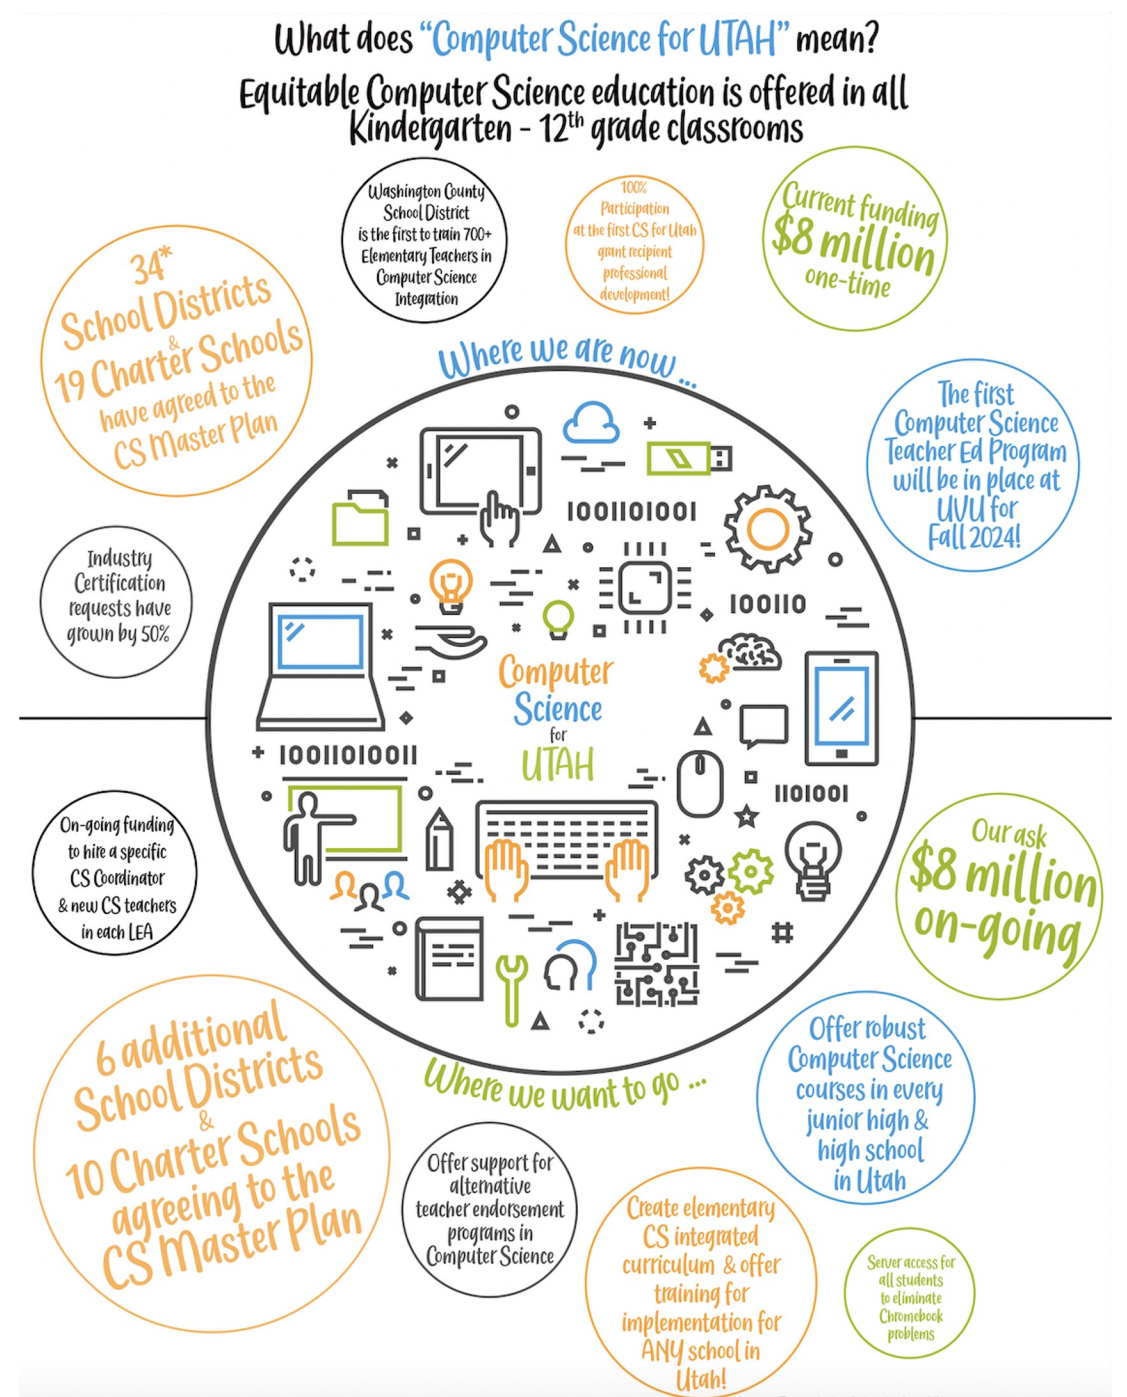 What does “Computer Science for UTAH” mean?
Equitable Computer Science education is offered in all
Kindergarten - 12th grade classrooms
Washington County
School District
is the first to train 700+
Elementary Teachers in
Computer Science
Integration
100%
Participation
at the first CS for Utah
grant recipient
professional
development!
Current funding
$8 million
one-time
34*
School Districts
&
19 Charter Schools
have agreed to the
CS Master Plan
Where we are now ...
The first
Computer Science
Teacher Ed Program
will be in place at
UVU for
Fall 2024!
Industry
Certification
requests have
grown by 50%
1001101001
100110
Computer
Science
for
UTAH
10011010011
1101001
On-going funding
to hire a specific
CS Coordinator
& new CS teachers
in each LEA
Our ask
$8 million
on-going
6 additional
School Districts
&
10 Charter Schools
agreeing to the
CS Master Plan
Where we want to go ...
Offer robust
Computer Science
courses in every
junior high &
high school
in Utah
Offer support for
alternative
teacher endorsement
programs in
Computer Science
Create elementary
CS integrated
curriculum & offer
training for
implementation for
ANY school in
Utah!
Server access for
all students
to eliminate
Chromebook
problems